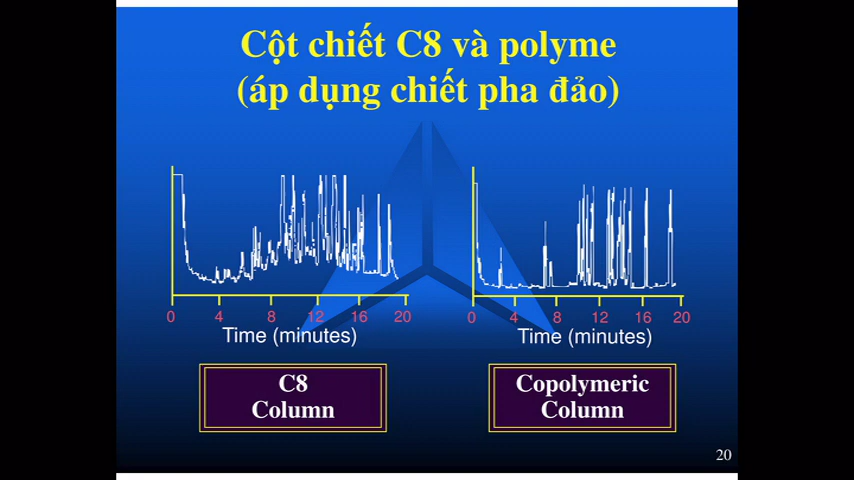 Cột chiết C8 và polyme
(áp dụng chiết pha đảo)
0 4 8 12 16 20
Time (minutes)
0 4 8 12 16 20
Time (minutes)
C8
Column
Copolymeric
Column
20